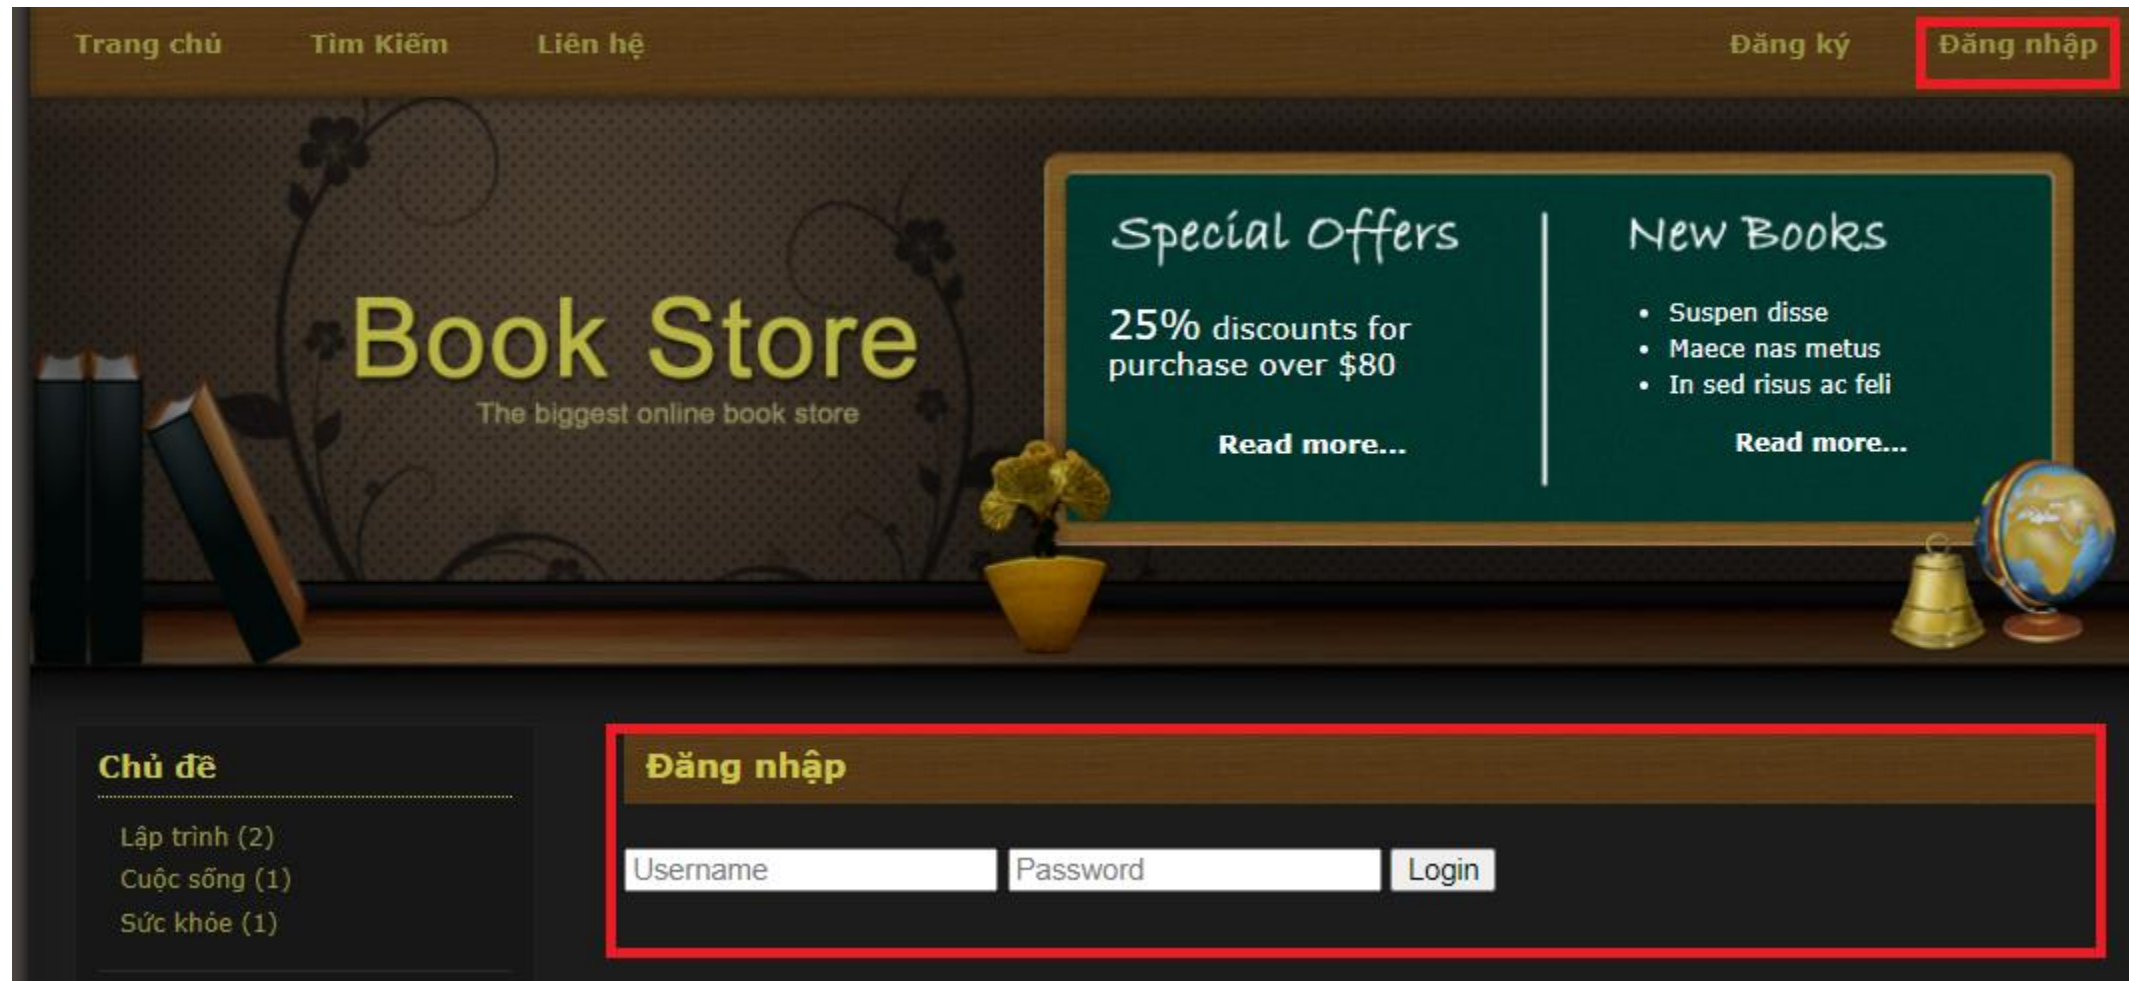 Trang chủ Tìm Kiếm Liên hệ Đăng ký Đăng nhập
Book Store
The biggest online book store
Special Offers
25% discounts for
purchase over $80
Read more...
New Books
• Suspen disse
• Maece nas metus
• In sed risus ac feli
Read more...
Chủ đề
Lập trình (2)
Cuộc sống (1)
Sức khỏe (1)
Đăng nhập
Username Password Login